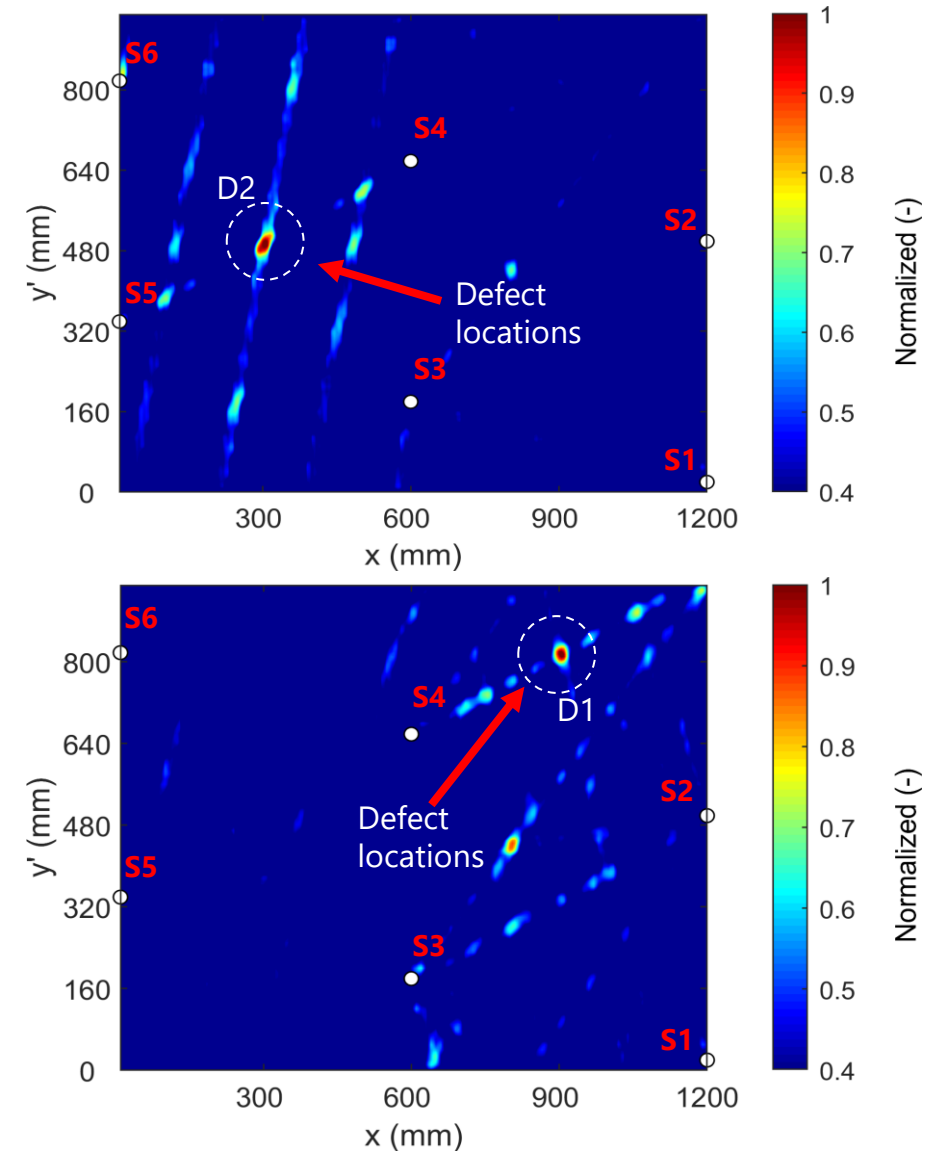 S6
S4
D2
S2
S5
Defect
locations
S3
S1
800
640
480
320
160
0
y' (mm)
300
600
900
1200
x (mm)
1
0.9
0.8
0.7
0.6
0.5
0.4
Normalized (-)
S6
S4
D1
S2
Defect
locations
S5
S3
S1
800
640
480
320
160
0
y' (mm)
300
600
900
1200
x (mm)
1
0.9
0.8
0.7
0.6
0.5
0.4
Normalized (-)